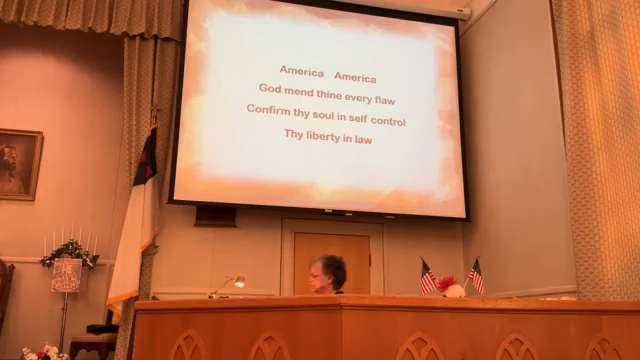 America America
God mend thine every flaw
Confirm thy soul in self control
Thy liberty in law